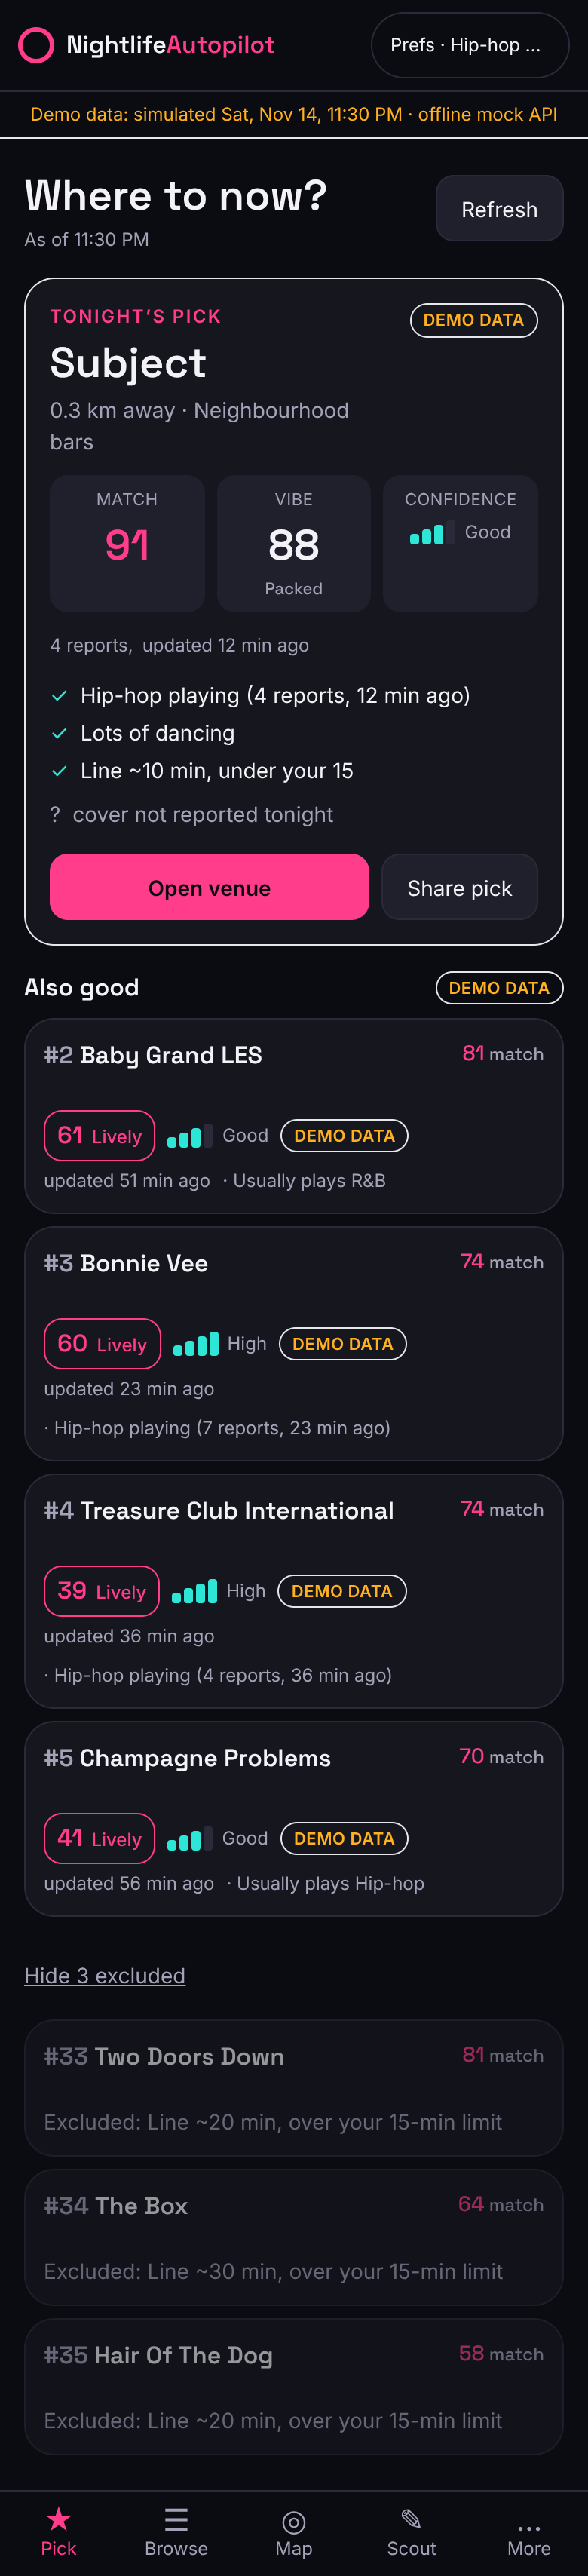 NightlifeAutopilot
Prefs · Hip-hop ...
Demo data: simulated Sat, Nov 14, 11:30 PM · offline mock API
Where to now?
Refresh
As of 11:30 PM
TONIGHT'S PICK
DEMO DATA
Subject
0.3 km away · Neighbourhood
bars
MATCH
91
VIBE
88
Packed
CONFIDENCE
Good
4 reports, updated 12 min ago
✓ Hip-hop playing (4 reports, 12 min ago)
✓ Lots of dancing
✓ Line ~10 min, under your 15
? cover not reported tonight
Open venue
Share pick
Also good
DEMO DATA
#2 Baby Grand LES
81 match
61 Lively
Good
DEMO DATA
updated 51 min ago · Usually plays R&B
#3 Bonnie Vee
74 match
60 Lively
High
DEMO DATA
updated 23 min ago
· Hip-hop playing (7 reports, 23 min ago)
#4 Treasure Club International
74 match
39 Lively
High
DEMO DATA
updated 36 min ago
· Hip-hop playing (4 reports, 36 min ago)
#5 Champagne Problems
70 match
41 Lively
Good
DEMO DATA
updated 56 min ago · Usually plays Hip-hop
Hide 3 excluded
#33 Two Doors Down
81 match
Excluded: Line ~20 min, over your 15-min limit
#34 The Box
64 match
Excluded: Line ~30 min, over your 15-min limit
#35 Hair Of The Dog
58 match
Excluded: Line ~20 min, over your 15-min limit
Pick
Browse
Map
Scout
More